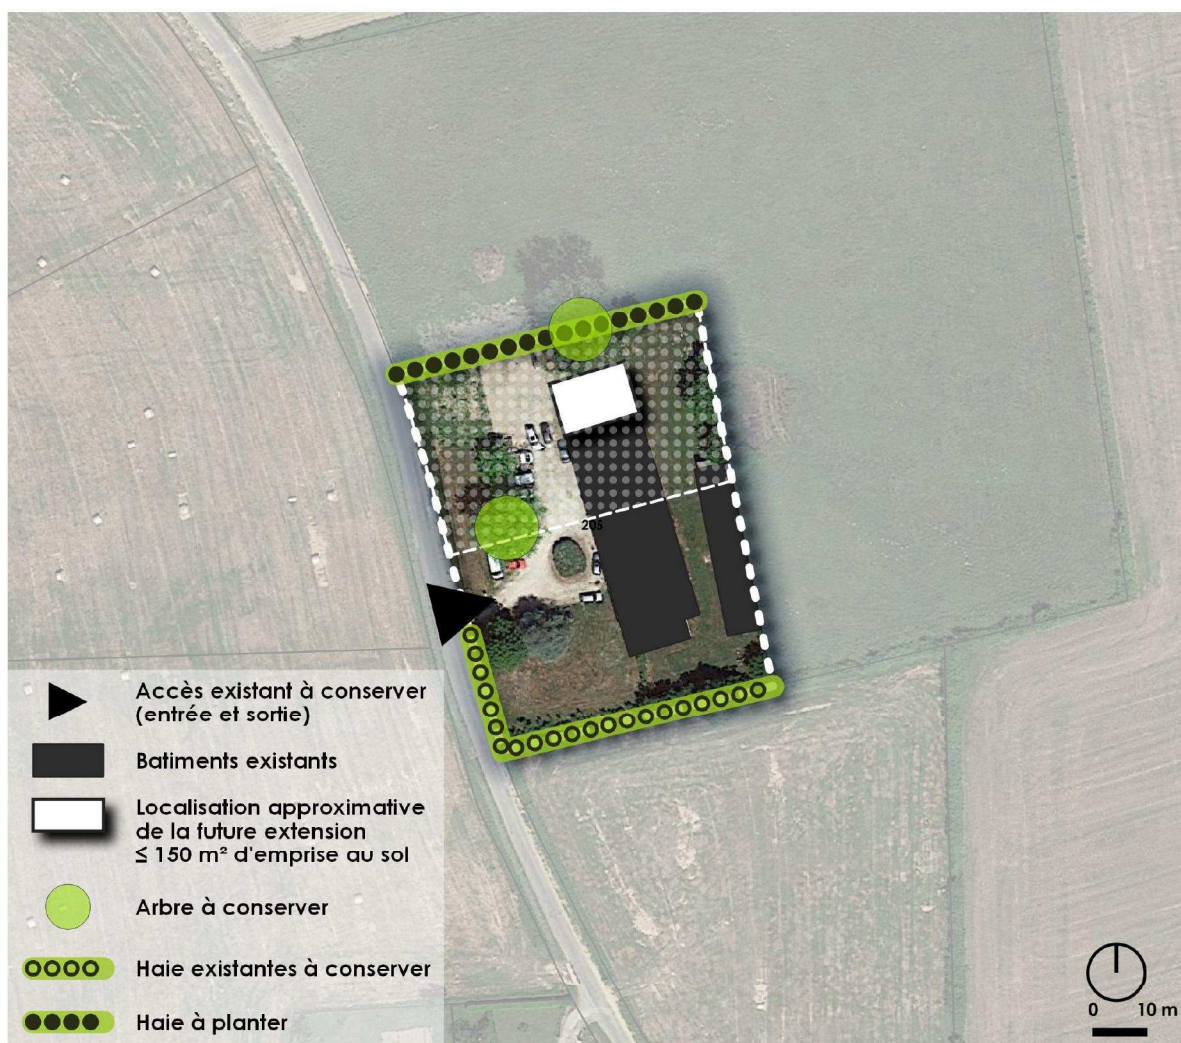 205
Accès existant à conserver
(entrée et sortie)
Batiments existants
Localisation approximative
de la future extension
≤ 150 m² d'emprise au sol
Arbre à conserver
Haie existantes à conserver
Haie à planter
0 10 m